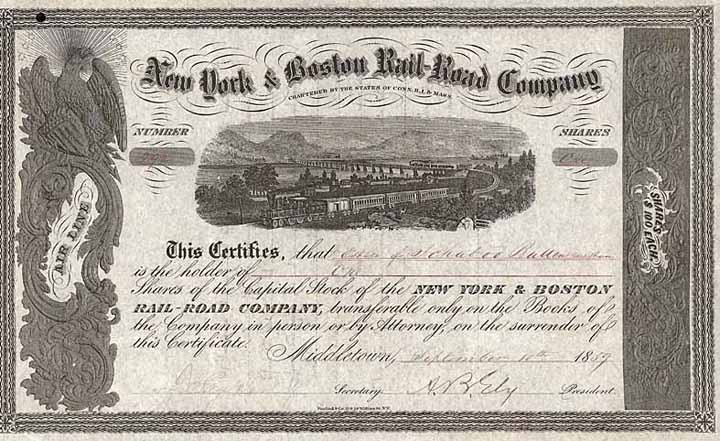 New York & Boston Rail-Road Company
CHARTERED BY THE STATES OF CONN. R.I. & MASS.
NUMBER
SHARES
One
AIR LINE
SHARES $100 EACH
This Certifies, that
is the holder of One
Shares of the Capital Stock of the NEW YORK & BOSTON
RAIL-ROAD COMPANY, transferable only on the Books of
the Company in person or by Attorney, on the surrender of
this Certificate.
Middletown, September 10th 1859
Secretary. A. B. Ely President.